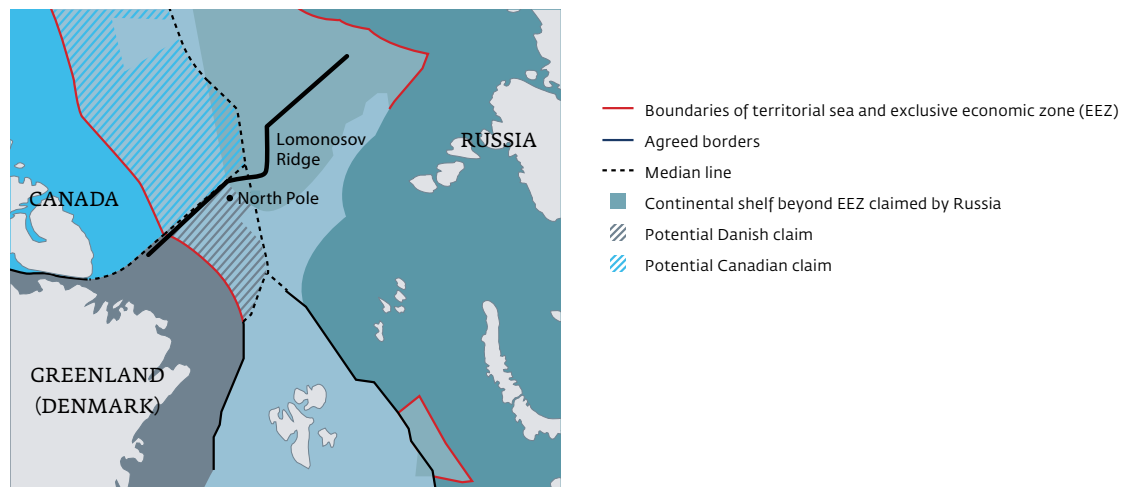 Lomonosov
Ridge
RUSSIA
CANADA
North Pole
GREENLAND
(DENMARK)
Boundaries of territorial sea and exclusive economic zone (EEZ)
Agreed borders
Median line
Continental shelf beyond EEZ claimed by Russia
Potential Danish claim
Potential Canadian claim